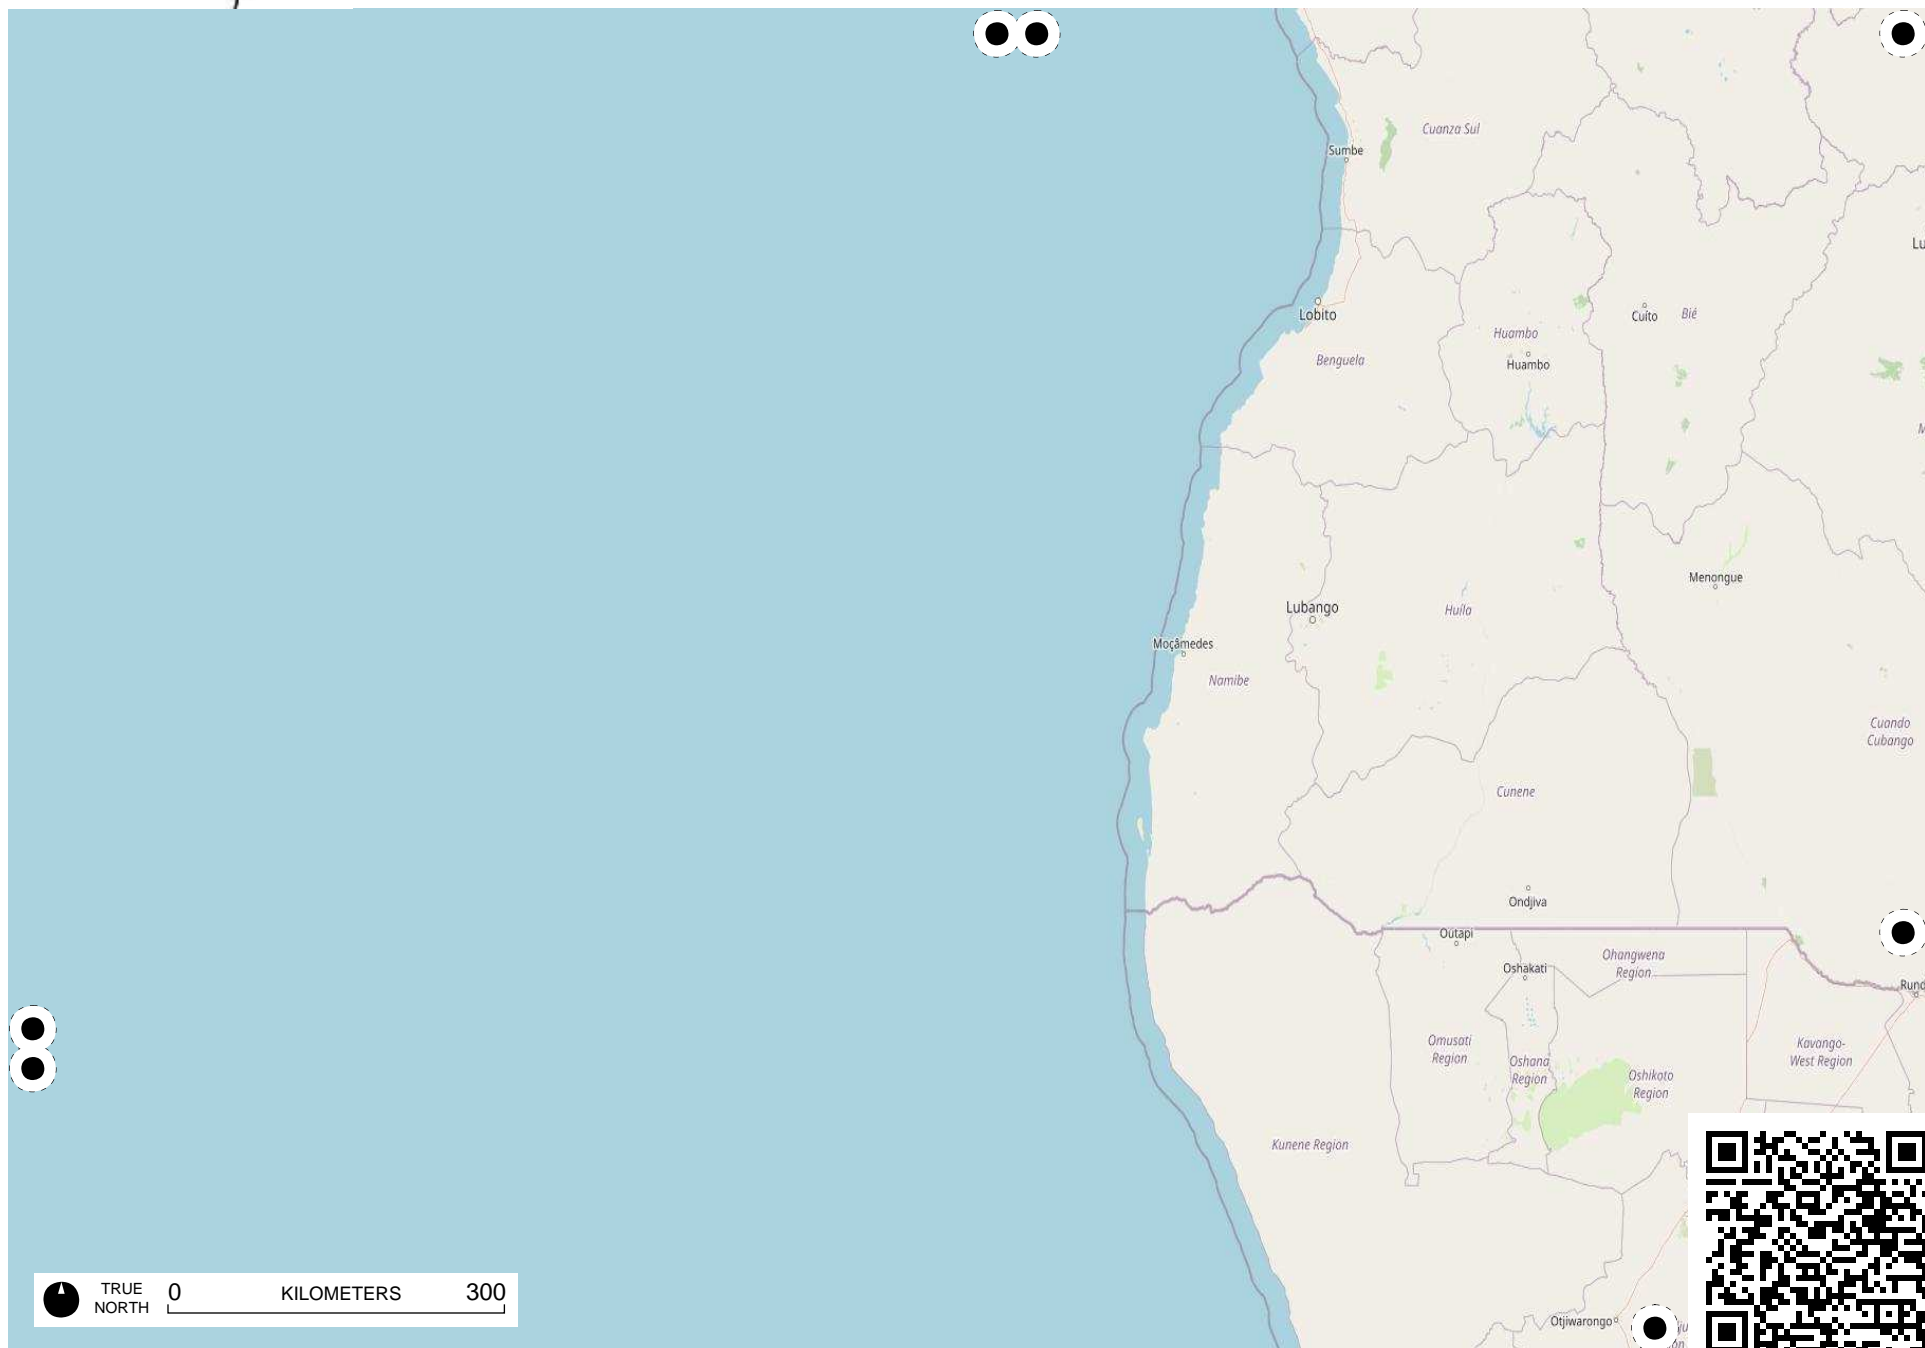 Cuanza Sul
Sumbe
Lobito
Benguela
Huambo
Huambo
Cuíto
Bié
Menongue
Lubango
Huíla
Moçâmedes
Namibe
Cuando
Cubango
Cunene
Ondjiva
Outapi
Oshakati
Ohangwena
Region
Omusati
Region
Oshana
Region
Oshikoto
Region
Kavango-
West Region
Kunene Region
Otjiwarongo
TRUE
NORTH
0 KILOMETERS 300